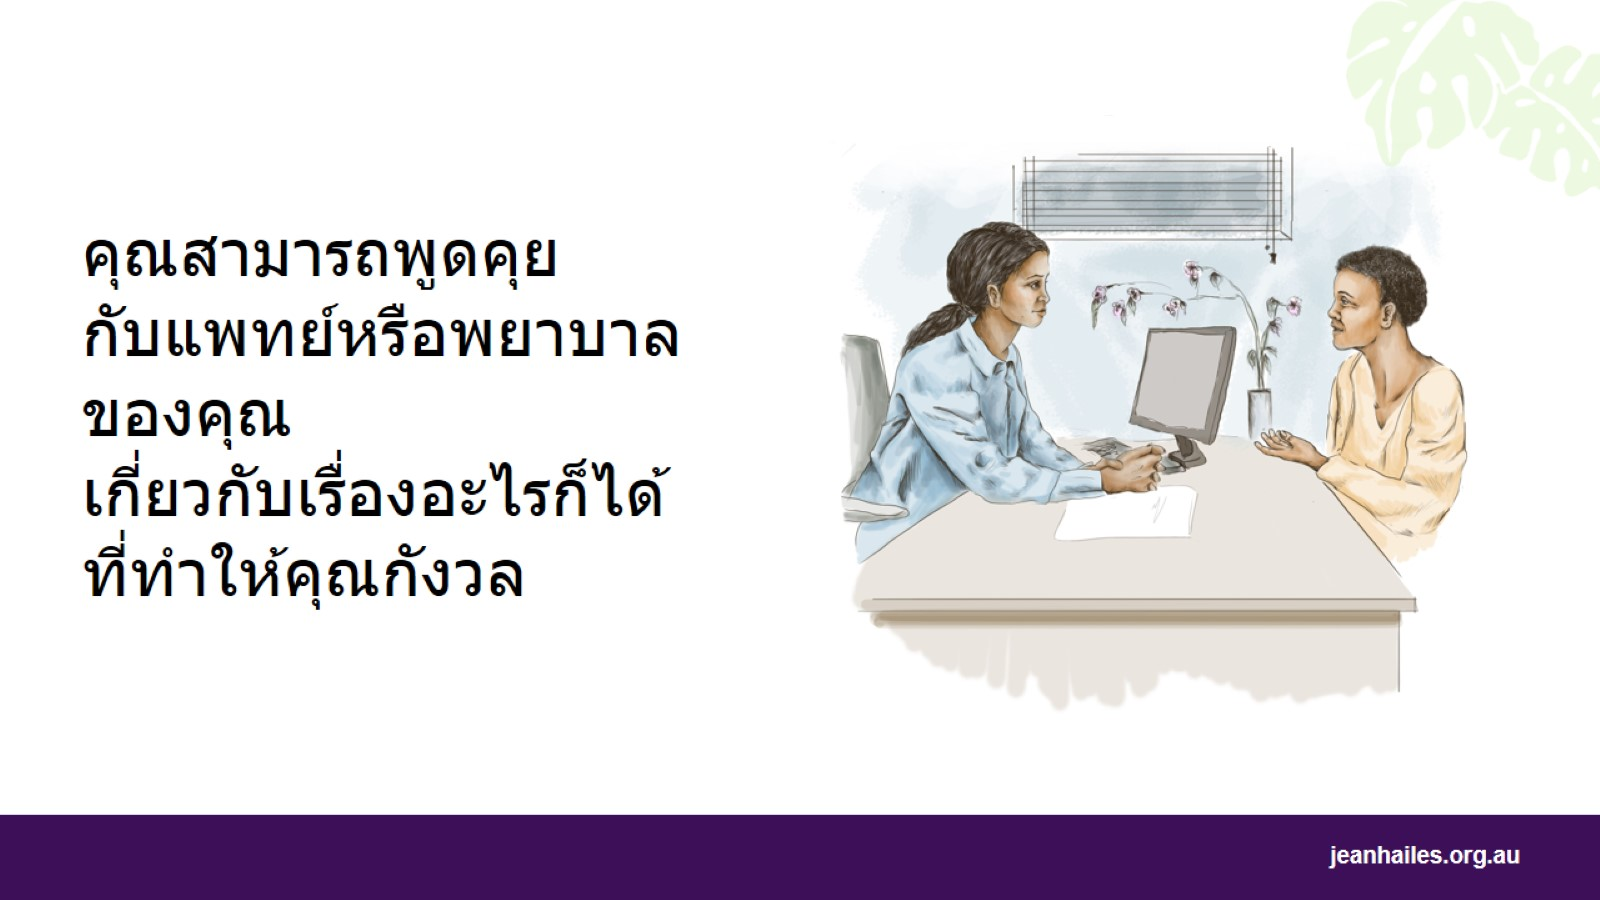 คุณสามารถพูดคุย
กับแพทย์หรือพยาบาล
ของคุณ
เกี่ยวกับเรื่องอะไรก็ได้
ที่ทำให้คุณกังวล
jeanhailes.org.au